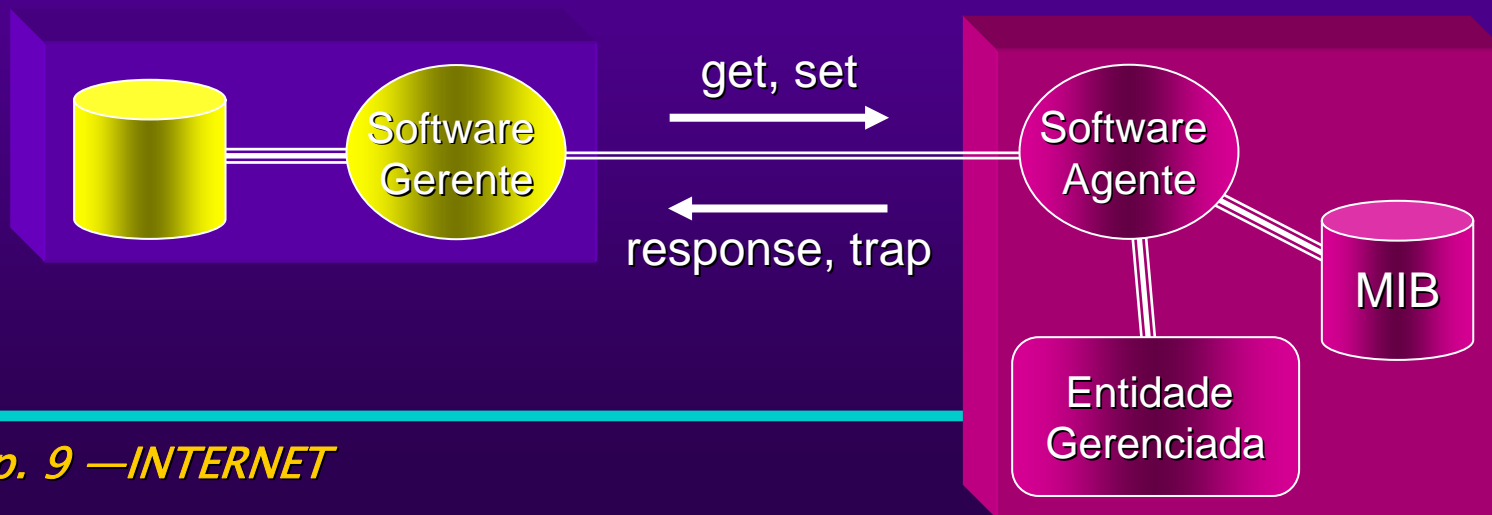 get, set
Software
Gerente
Software
Agente
response, trap
MIB
Entidade
Gerenciada
9 —INTERNET